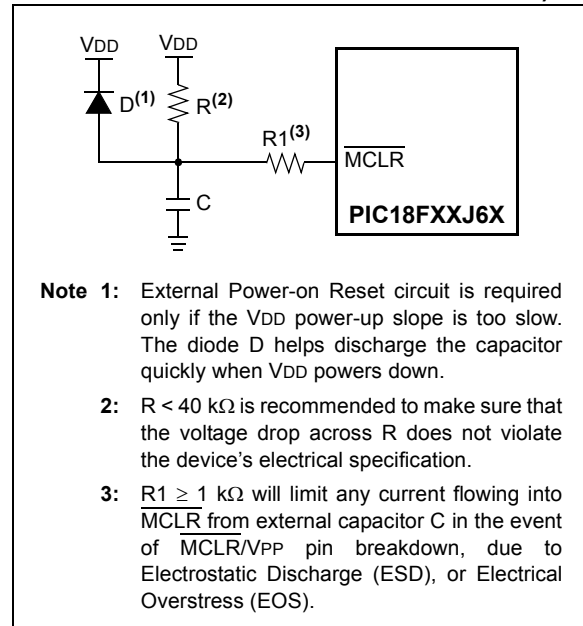 VDD VDD
D(1) R(2)
R1(3)
MCLR
C
PIC18FXXJ6X
Note 1: External Power-on Reset circuit is required
only if the VDD power-up slope is too slow.
The diode D helps discharge the capacitor
quickly when VDD powers down.
2: R < 40 kΩ is recommended to make sure that
the voltage drop across R does not violate
the device's electrical specification.
3: R1 ≥ 1 kΩ will limit any current flowing into
MCLR from external capacitor C in the event
of MCLR/VPP pin breakdown, due to
Electrostatic Discharge (ESD), or Electrical
Overstress (EOS).